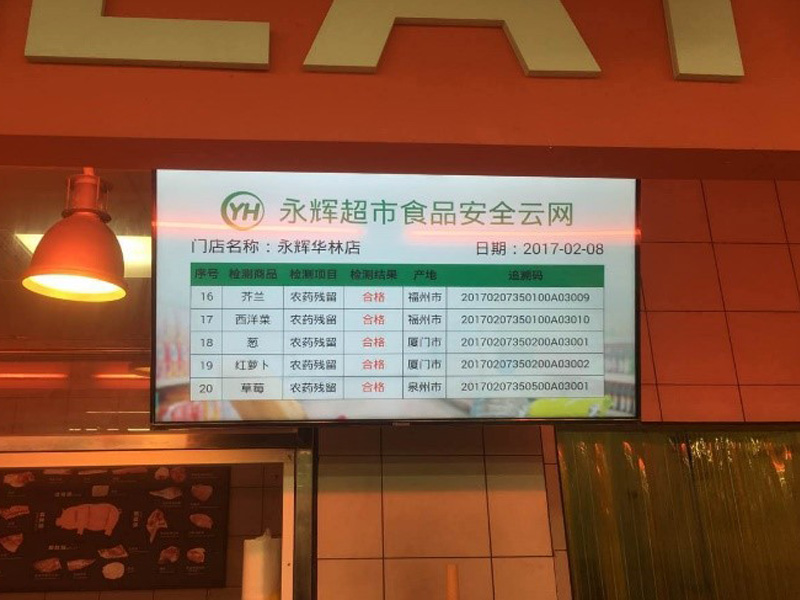 EAT
YH 永辉超市食品安全云网
门店名称：永辉华林店 日期：2017-02-08
序号 检测商品 检测项目 检测结果 产地 追溯码
16 芥兰 农药残留 合格 福州市 20170207350100A03009
17 西洋菜 农药残留 合格 福州市 20170207350100A03010
18 葱 农药残留 合格 厦门市 20170207350200A03001
19 红萝卜 农药残留 合格 厦门市 20170207350200A03002
20 草莓 农药残留 合格 泉州市 20170207350500A03001